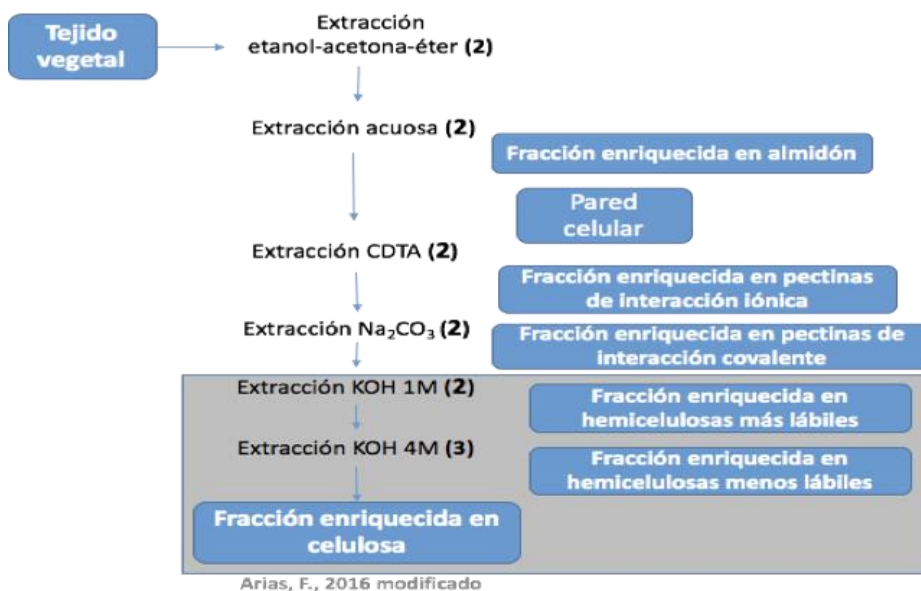 Tejido
vegetal
Extracción
etanol-acetona-éter (2)
Extracción acuosa (2)
Fracción enriquecida en almidón
Pared
celular
Extracción CDTA (2)
Fracción enriquecida en pectinas
de interacción iónica
Extracción Na₂CO₃ (2)
Fracción enriquecida en pectinas de
interacción covalente
Extracción KOH 1M (2)
Fracción enriquecida en
hemicelulosas más lábiles
Extracción KOH 4M (3)
Fracción enriquecida en
hemicelulosas menos lábiles
Fracción enriquecida en
celulosa
Arias, F., 2016 modificado